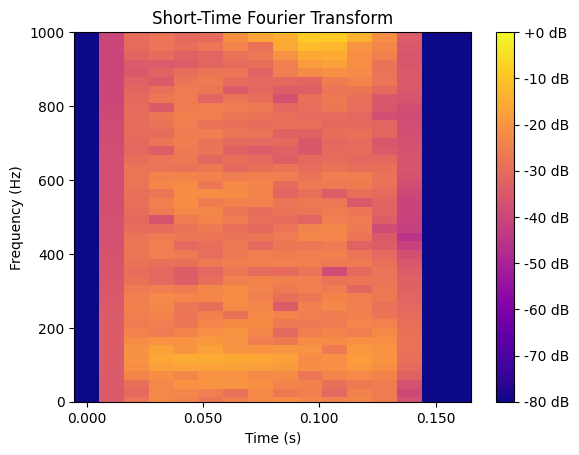 Short-Time Fourier Transform
1000
800
600
400
200
0
Frequency (Hz)
0.000
0.050
0.100
0.150
Time (s)
+0 dB
-10 dB
-20 dB
-30 dB
-40 dB
-50 dB
-60 dB
-70 dB
-80 dB